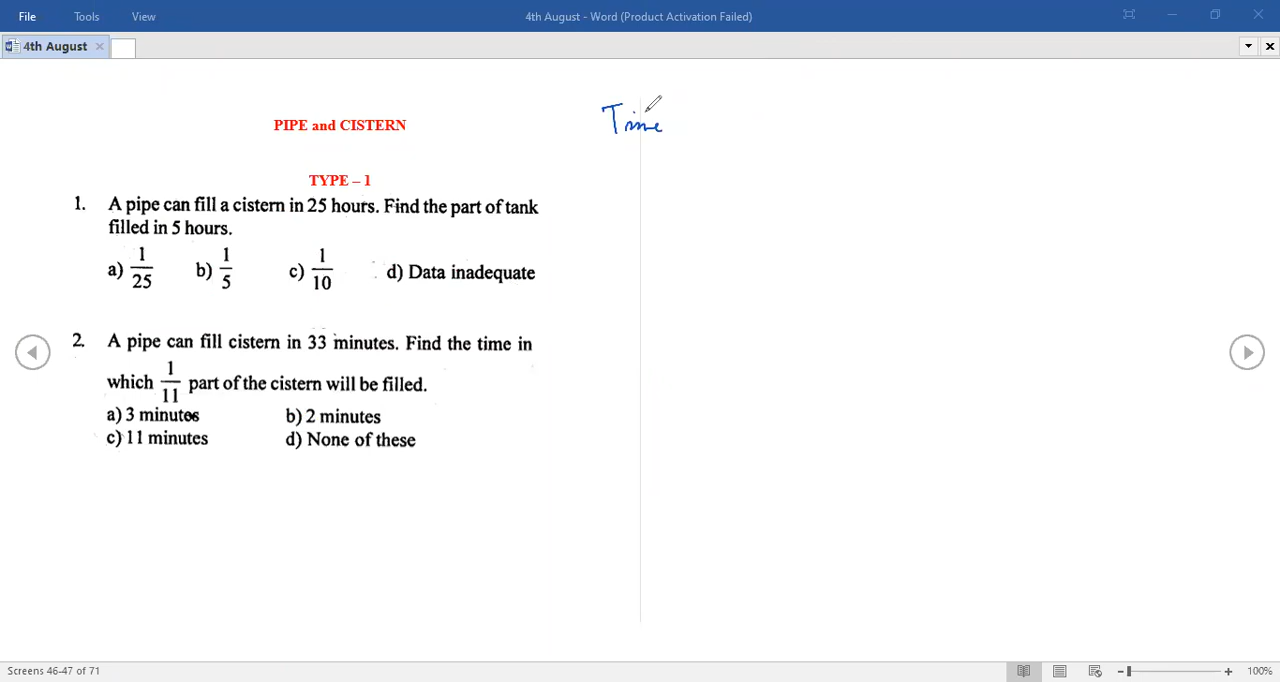 File Tools View 4th August - Word (Product Activation Failed)
4th August
Time
PIPE and CISTERN
TYPE – 1
1. A pipe can fill a cistern in 25 hours. Find the part of tank
filled in 5 hours.
a) 1/25 b) 1/5 c) 1/10 d) Data inadequate
2. A pipe can fill cistern in 33 minutes. Find the time in
which 1/11 part of the cistern will be filled.
a) 3 minutes b) 2 minutes
c) 11 minutes d) None of these
Screens 46-47 of 71 100%